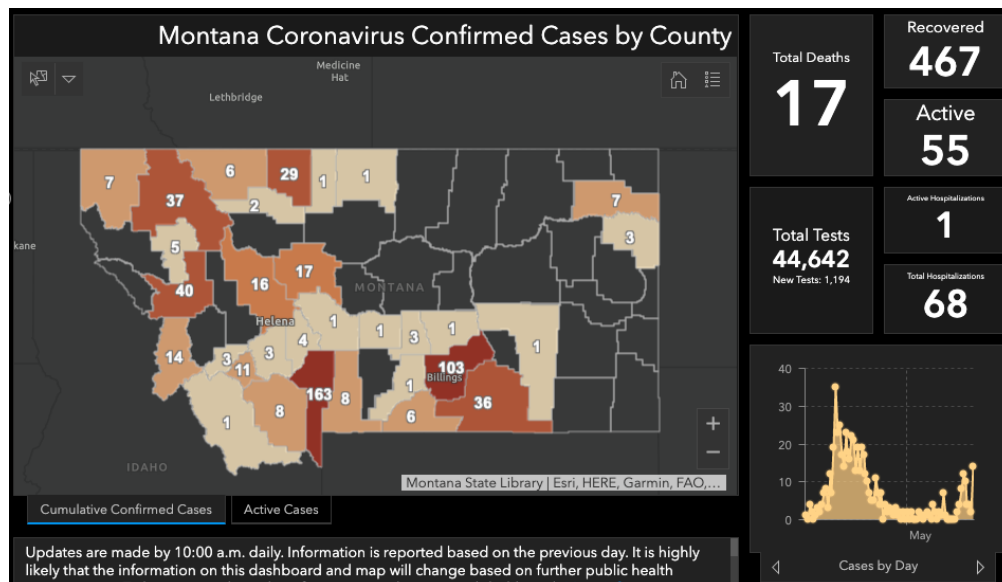 Montana Coronavirus Confirmed Cases by County
Medicine
Hat
Lethbridge
kane
7
37
6
29
1
1
2
5
40
16
17
MONTANA
7
3
Helena
14
3
11
3
4
1
1
3
1
1
103
Billings
1
163
8
8
6
36
1
IDAHO
+
−
Montana State Library | Esri, HERE, Garmin, FAO,...
Cumulative Confirmed Cases
Active Cases
Updates are made by 10:00 a.m. daily. Information is reported based on the previous day. It is highly
likely that the information on this dashboard and map will change based on further public health
Total Deaths
17
Recovered
467
Active
55
Total Tests
44,642
New Tests: 1,194
Active Hospitalizations
1
Total Hospitalizations
68
40
30
20
10
0
May
Cases by Day